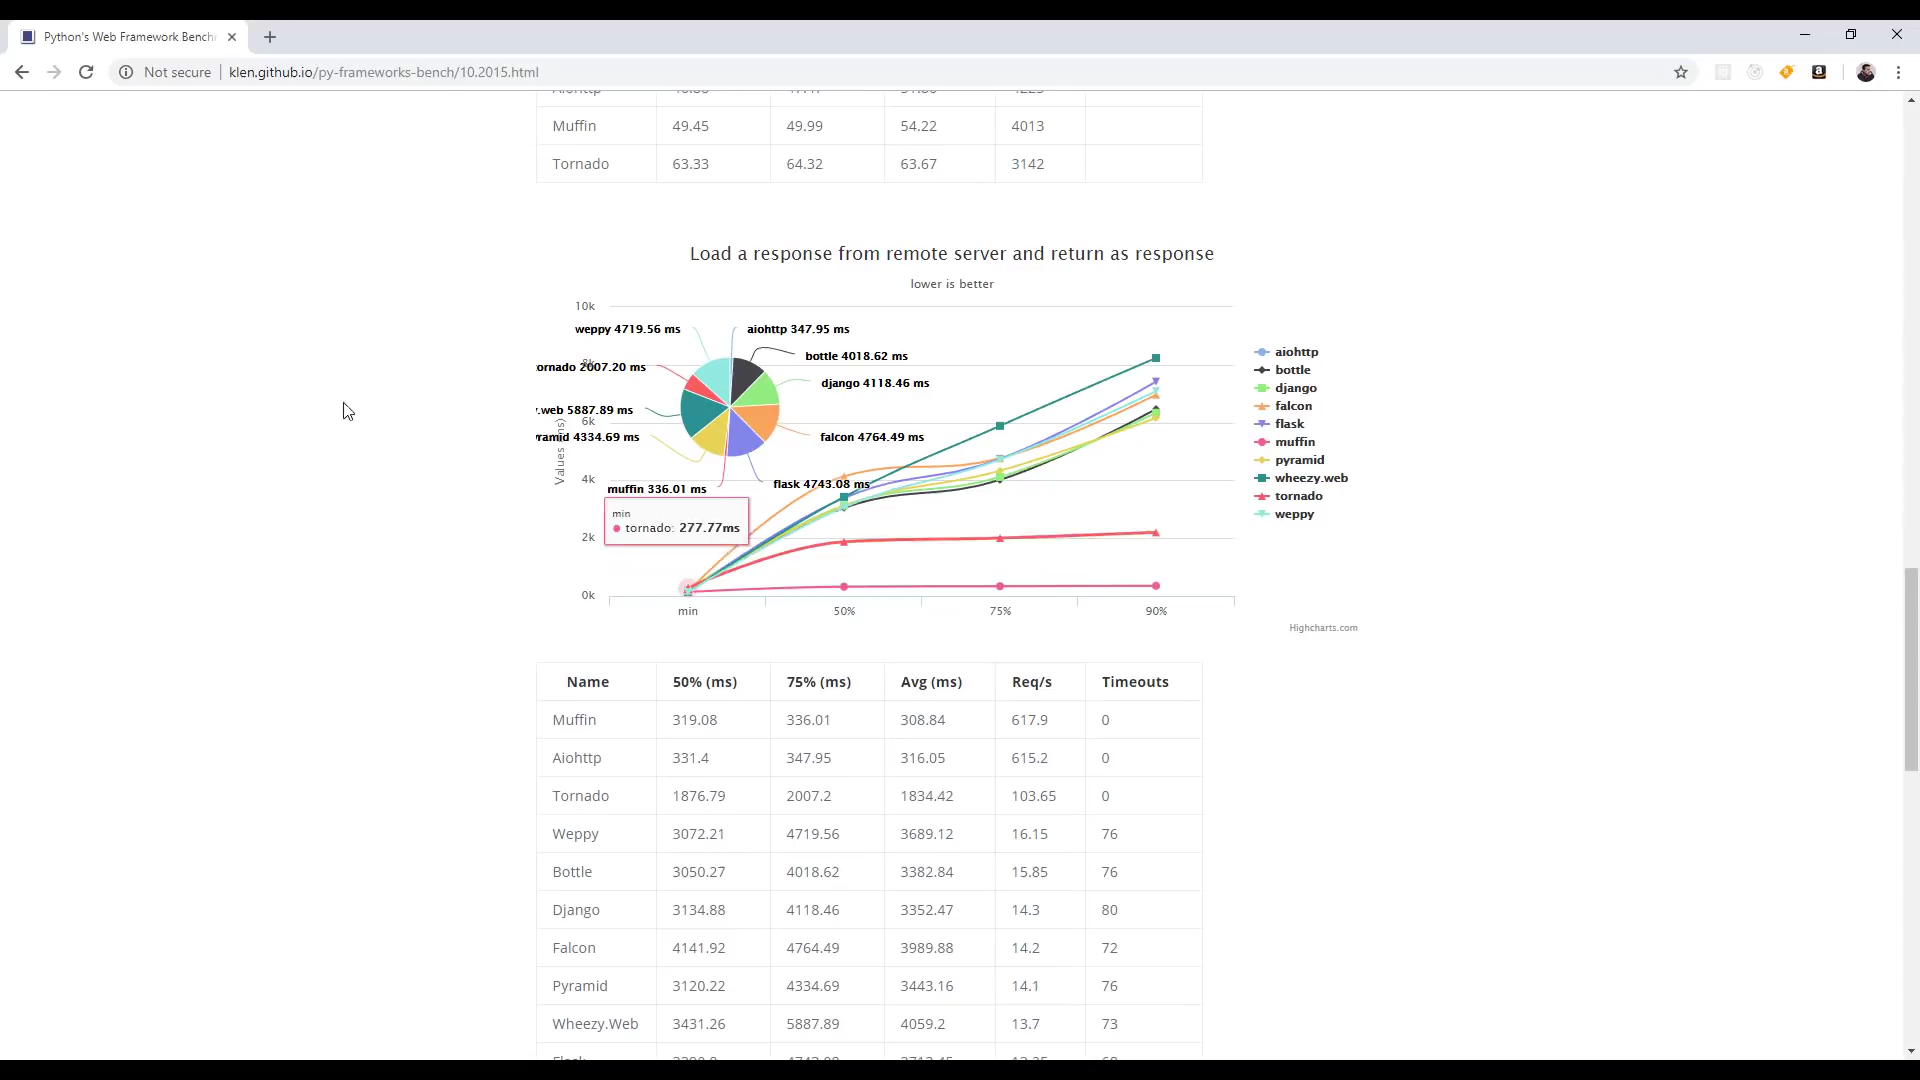 Python's Web Framework Bench
Not secure
klen.github.io/py-frameworks-bench/10.2015.html
Muffin 49.45 49.99 54.22 4013
Tornado 63.33 64.32 63.67 3142
Load a response from remote server and return as response
lower is better
10k
8k
6k
4k
2k
0k
Values (ms)
weppy 4719.56 ms
aiohttp 347.95 ms
bottle 4018.62 ms
ornado 2007.20 ms
django 4118.46 ms
.web 5887.89 ms
ramid 4334.69 ms
falcon 4764.49 ms
muffin 336.01 ms
flask 4743.08 ms
min
tornado: 277.77ms
min 50% 75% 90%
aiohttp
bottle
django
falcon
flask
muffin
pyramid
wheezy.web
tornado
weppy
Highcharts.com
Name 50% (ms) 75% (ms) Avg (ms) Req/s Timeouts
Muffin 319.08 336.01 308.84 617.9 0
Aiohttp 331.4 347.95 316.05 615.2 0
Tornado 1876.79 2007.2 1834.42 103.65 0
Weppy 3072.21 4719.56 3689.12 16.15 76
Bottle 3050.27 4018.62 3382.84 15.85 76
Django 3134.88 4118.46 3352.47 14.3 80
Falcon 4141.92 4764.49 3989.88 14.2 72
Pyramid 3120.22 4334.69 3443.16 14.1 76
Wheezy.Web 3431.26 5887.89 4059.2 13.7 73